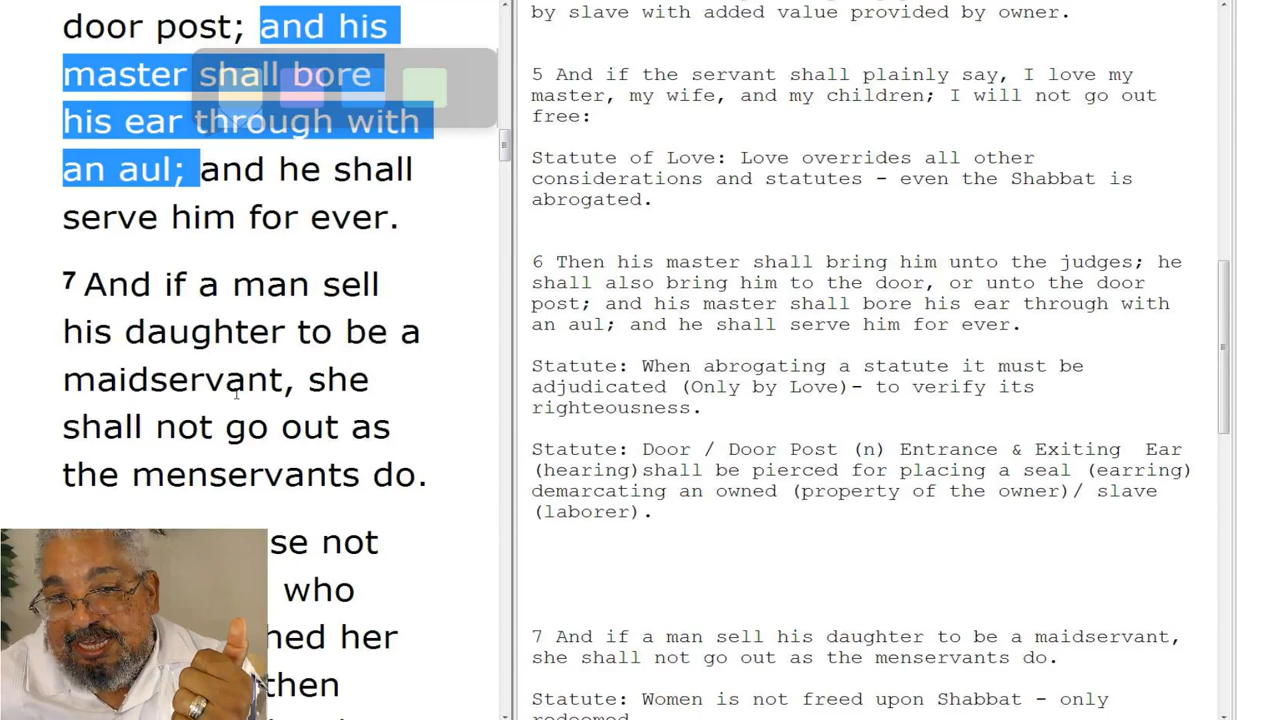 door post; and his
master shall bore
his ear through with
an aul; and he shall
serve him for ever.
7 And if a man sell
his daughter to be a
maidservant, she
shall not go out as
the menservants do.
se not
who
ned her
then
by slave with added value provided by owner.
5 And if the servant shall plainly say, I love my
master, my wife, and my children; I will not go out
free:
Statute of Love: Love overrides all other
considerations and statutes - even the Shabbat is
abrogated.
6 Then his master shall bring him unto the judges; he
shall also bring him to the door, or unto the door
post; and his master shall bore his ear through with
an aul; and he shall serve him for ever.
Statute: When abrogating a statute it must be
adjudicated (Only by Love)- to verify its
righteousness.
Statute: Door / Door Post (n) Entrance & Exiting Ear
(hearing)shall be pierced for placing a seal (earring)
demarcating an owned (property of the owner)/ slave
(laborer).
7 And if a man sell his daughter to be a maidservant,
she shall not go out as the menservants do.
Statute: Women is not freed upon Shabbat - only
redeemed